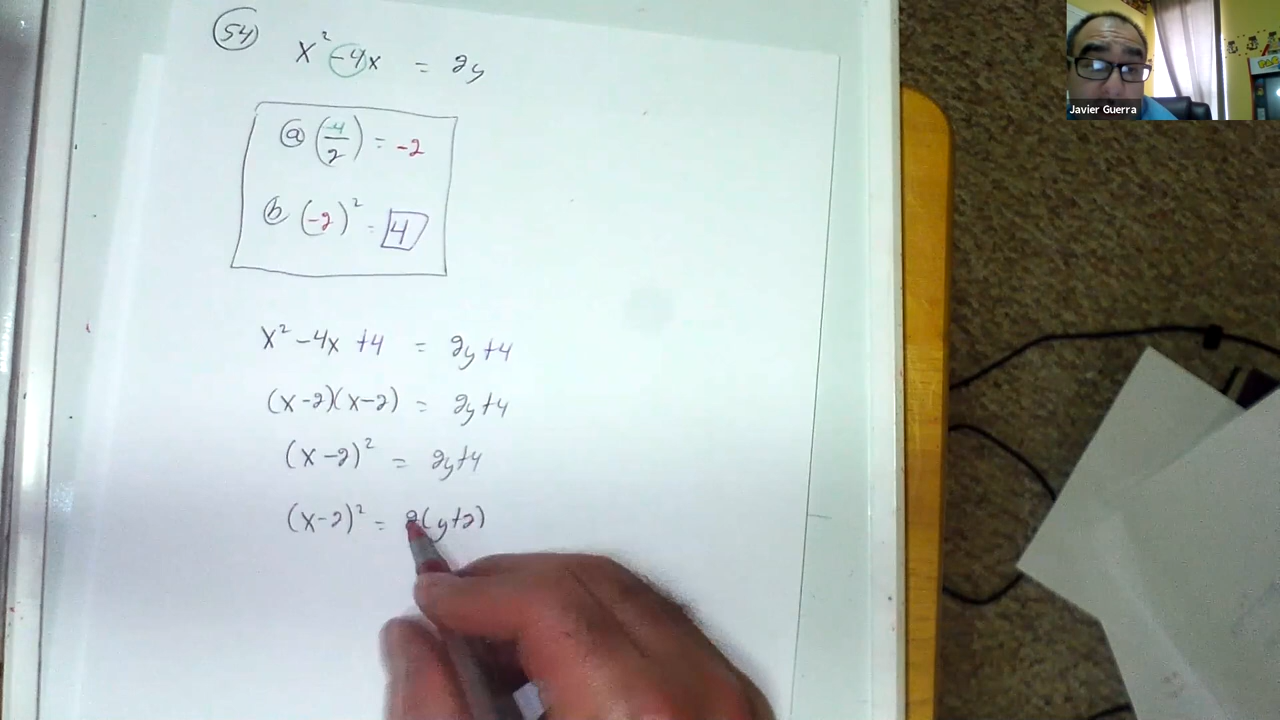 54 x² -4x = 2y
Javier Guerra
a (-4/2) = -2
b (-2)² = 4
x² -4x +4 = 2y +4
(x-2)(x-2) = 2y+4
(x-2)² = 2y+4
(x-2)² = 2(y+2)